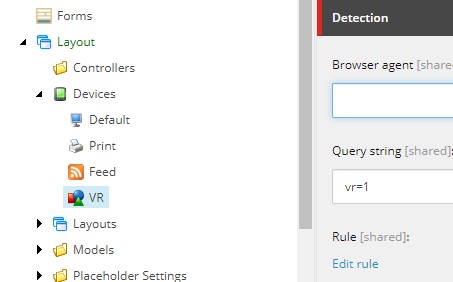 Forms
Layout
Controllers
Devices
Default
Print
Feed
VR
Layouts
Models
Placeholder Settings
Detection
Browser agent [share
Query string [shared]:
vr=1
Rule [shared]:
Edit rule